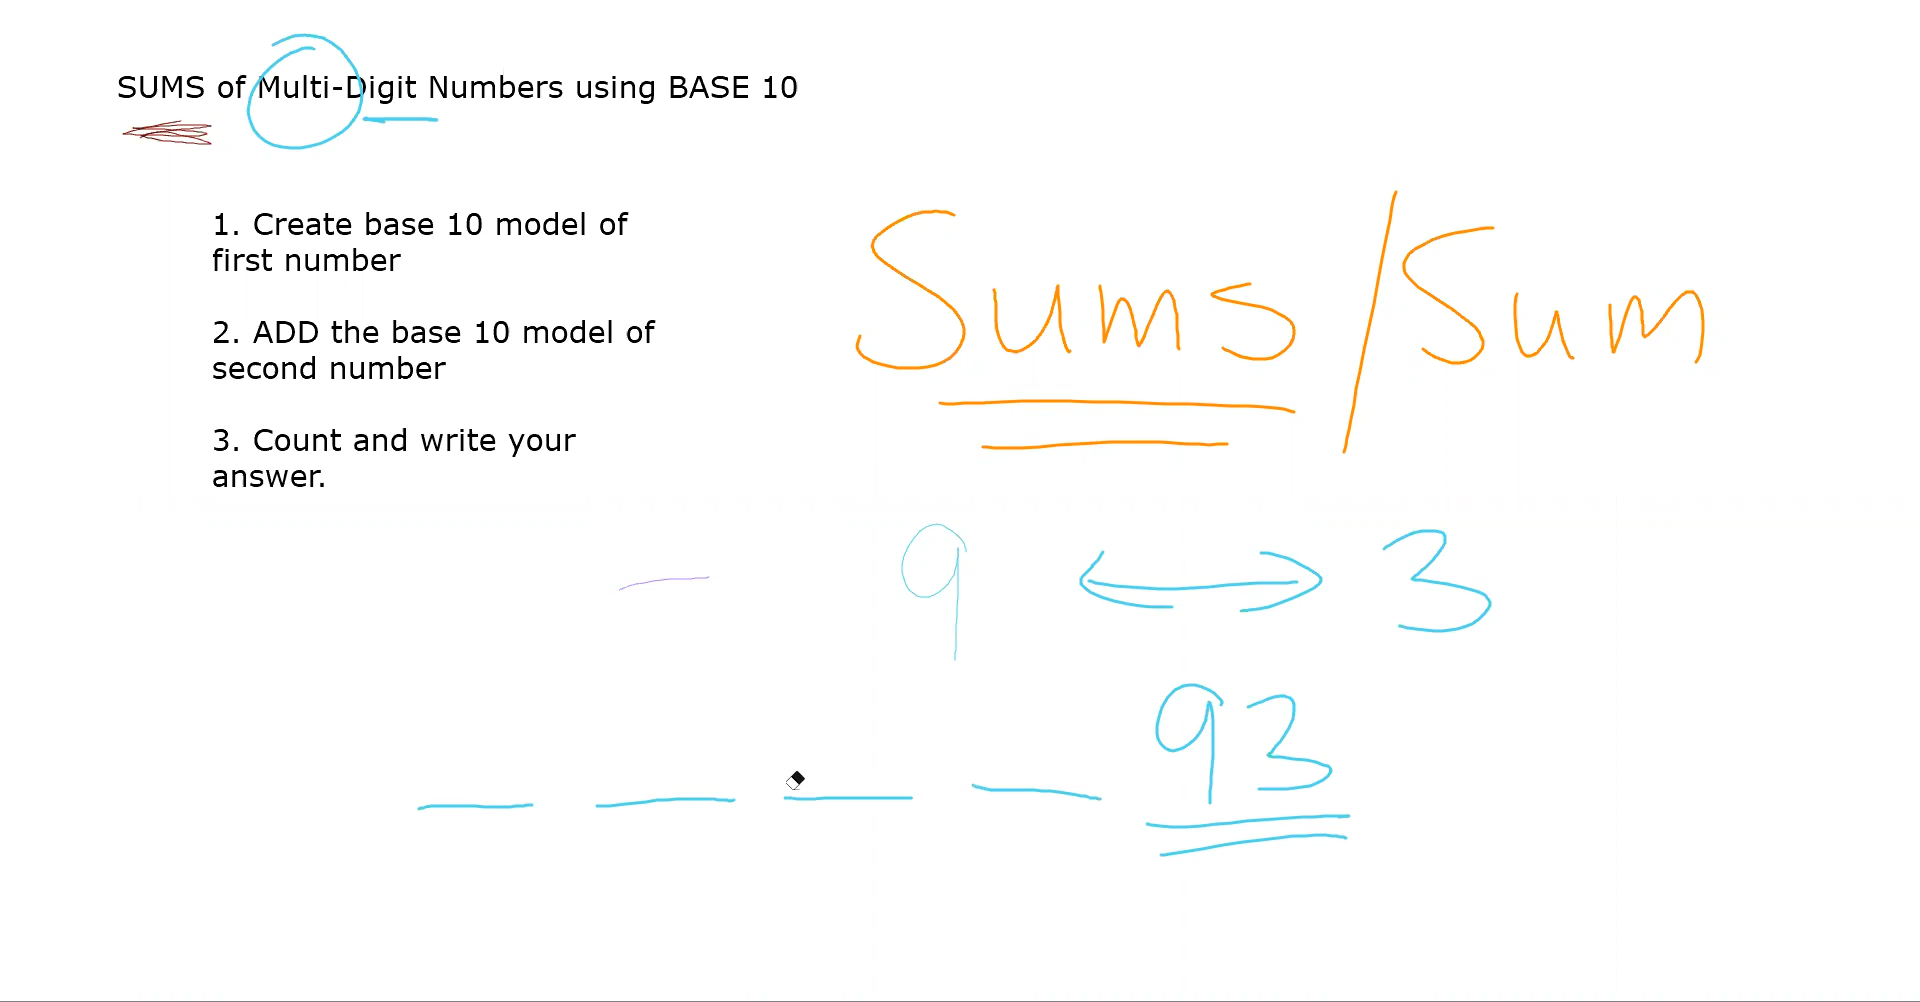 SUMS of Multi-Digit Numbers using BASE 10
1. Create base 10 model of
first number
2. ADD the base 10 model of
second number
3. Count and write your
answer.
Sums/Sum
9 ↔ 3
93